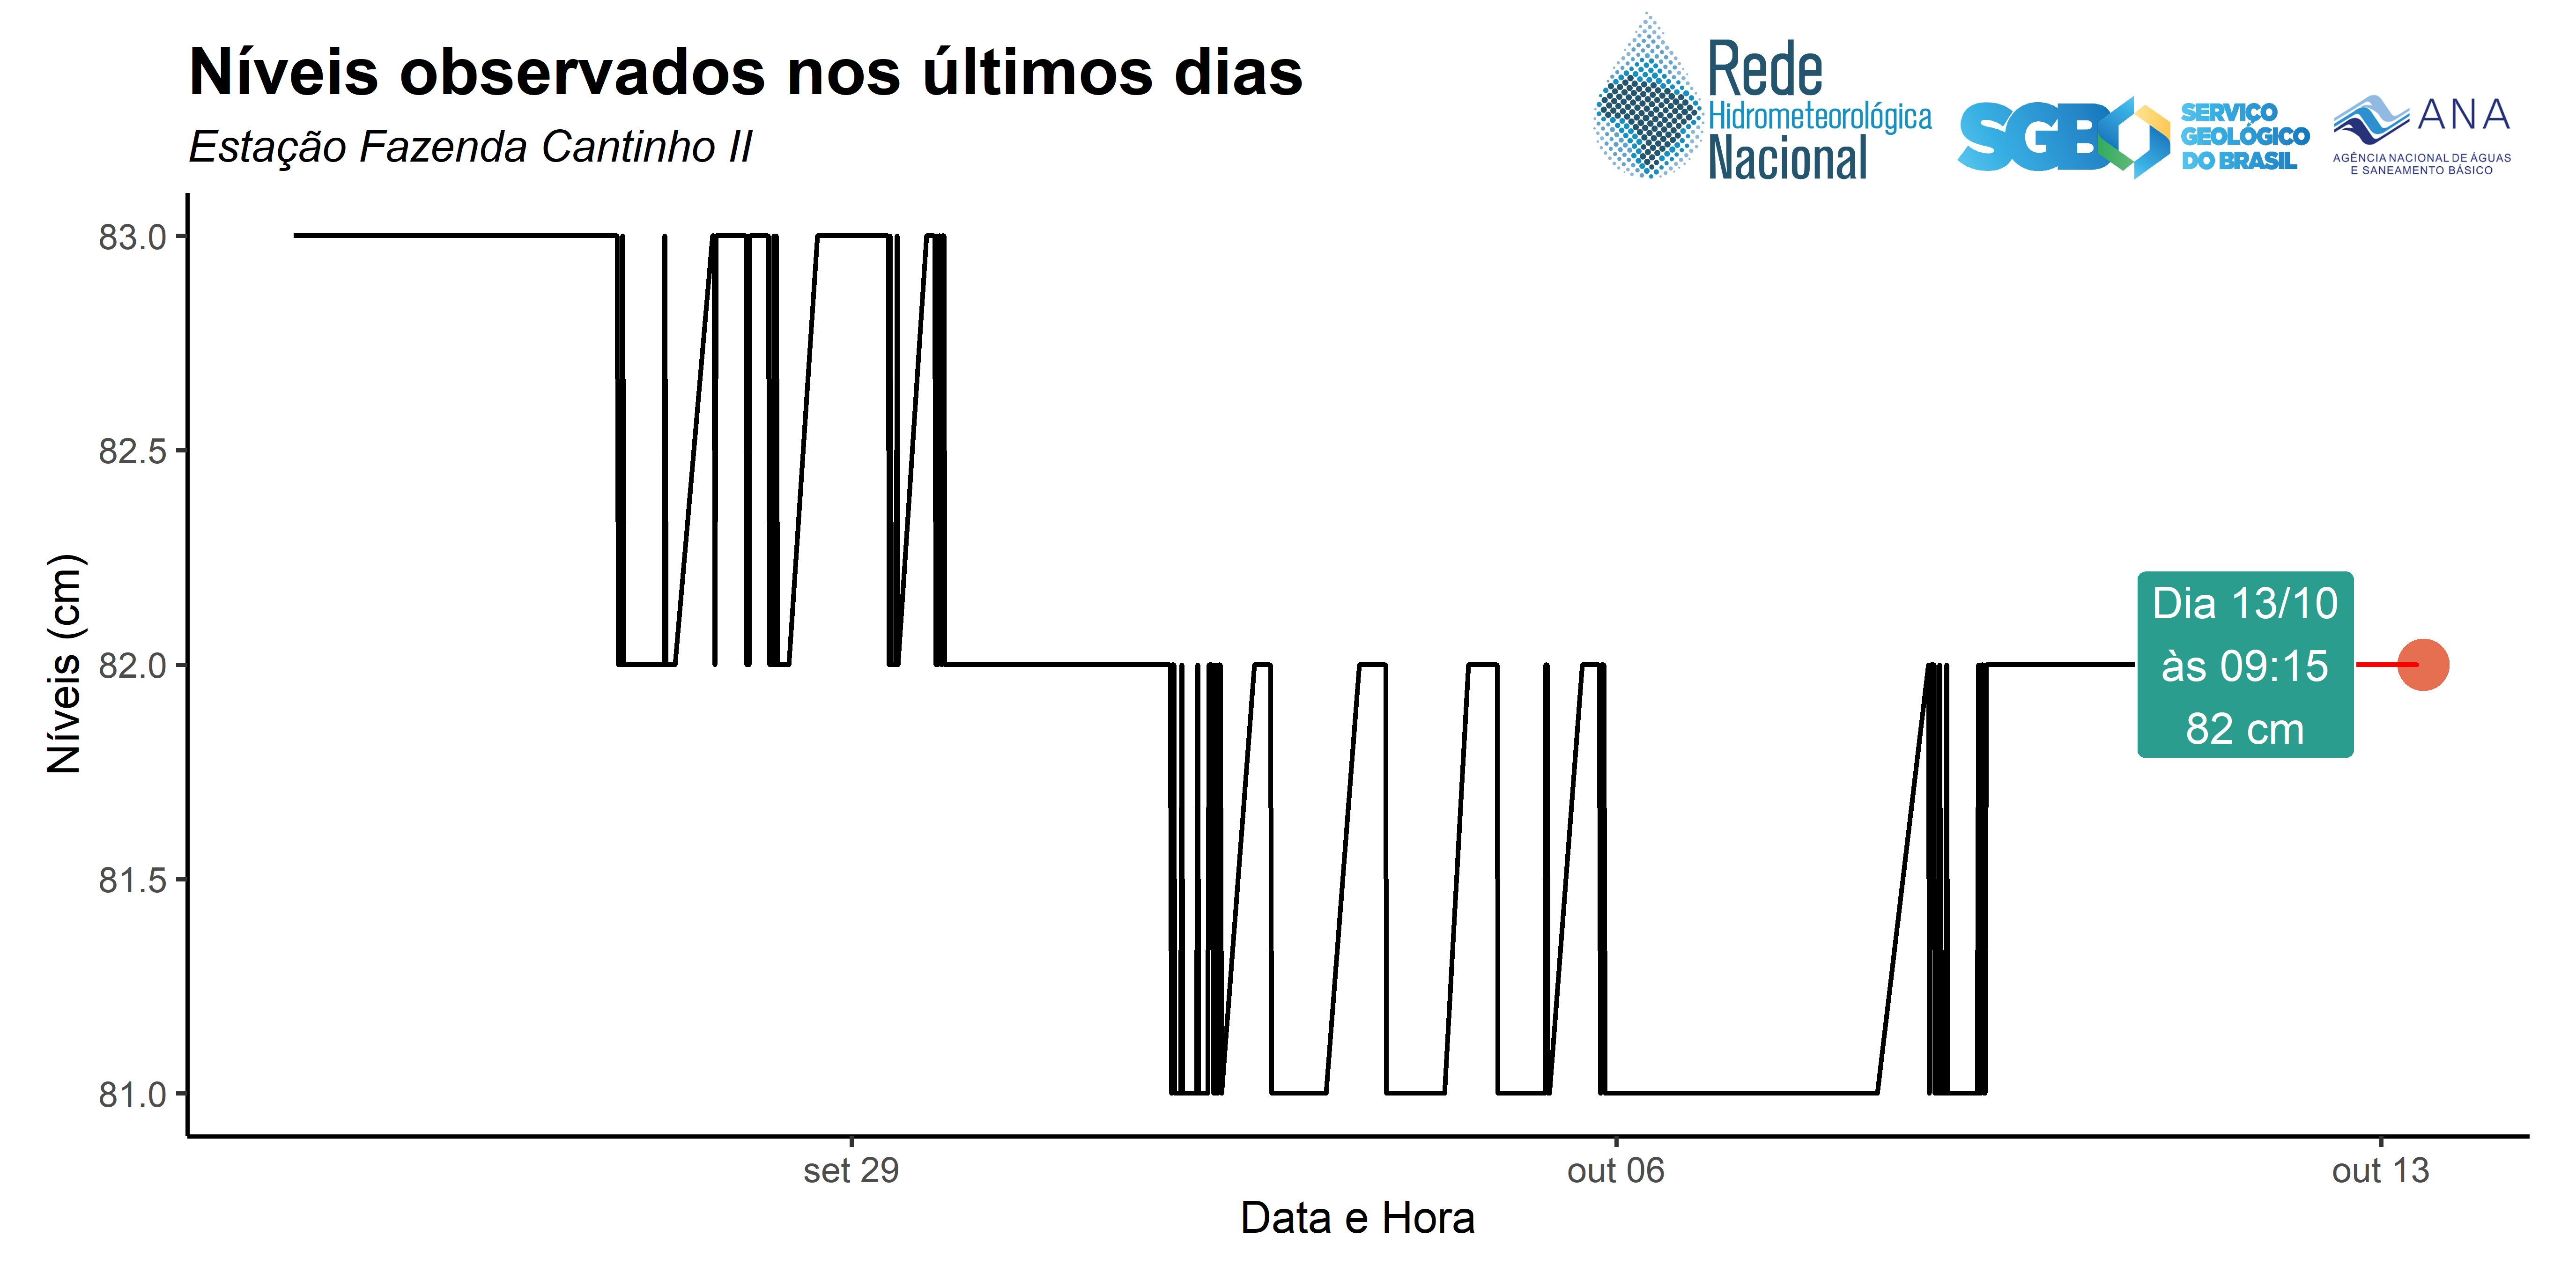 Níveis observados nos últimos dias
Estação Fazenda Cantinho II
Rede
Hidrometeorológica
Nacional
SGB
SERVIÇO
GEOLÓGICO
DO BRASIL
ANA
AGÊNCIA NACIONAL DE ÁGUAS
E SANEAMENTO BÁSICO
Níveis (cm)
83.0
82.5
82.0
81.5
81.0
Dia 13/10
às 09:15
82 cm
set 29
out 06
out 13
Data e Hora